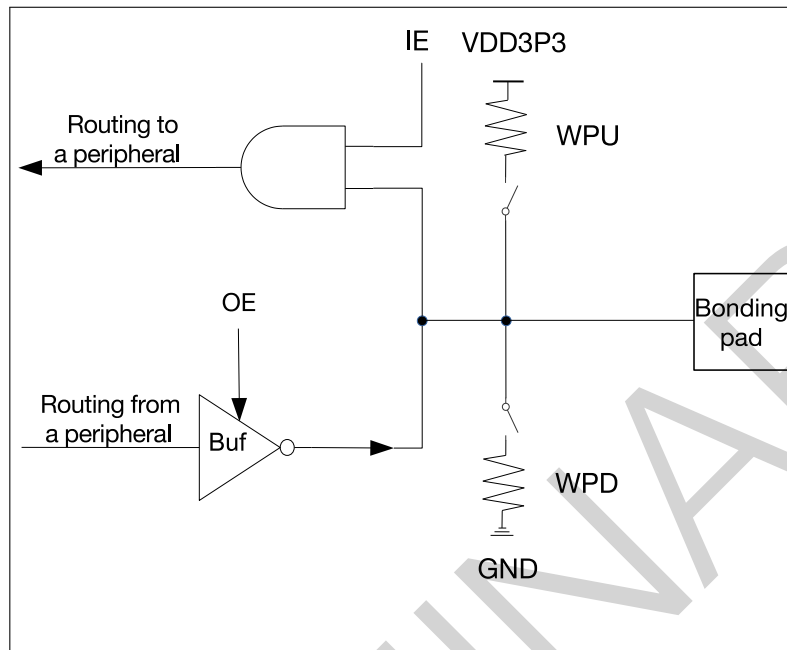 IE
VDD3P3
Routing to
a peripheral
WPU
OE
Bonding
pad
Routing from
a peripheral
Buf
WPD
GND